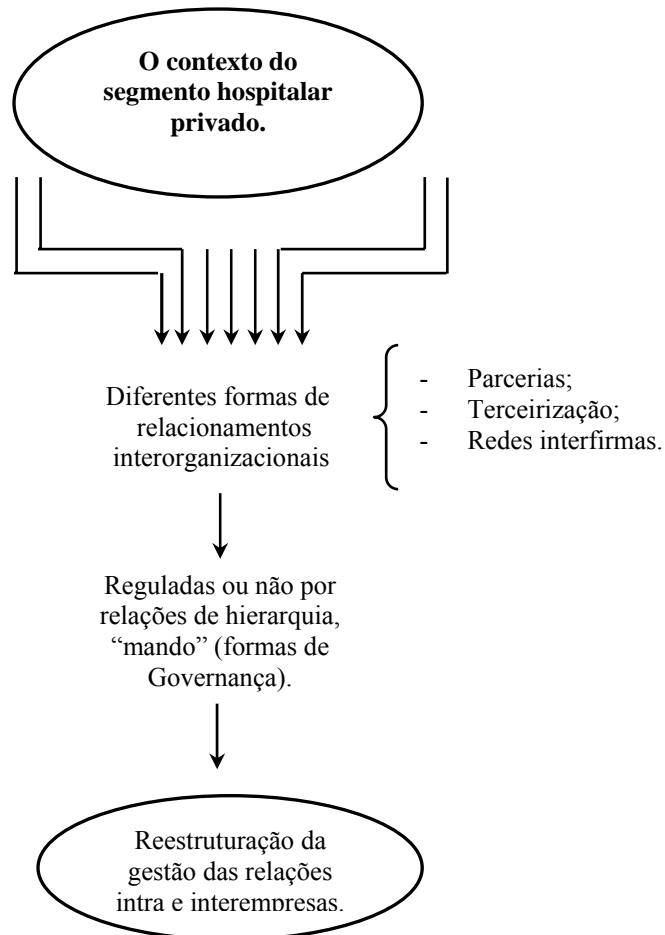 O contexto do
segmento hospitalar
privado.
Diferentes formas de
relacionamentos
interorganizacionais
- Parcerias;
- Terceirização;
- Redes interfirmas.
Reguladas ou não por
relações de hierarquia,
“mando” (formas de
Governança).
Reestruturação da
gestão das relações
intra e interempresas.